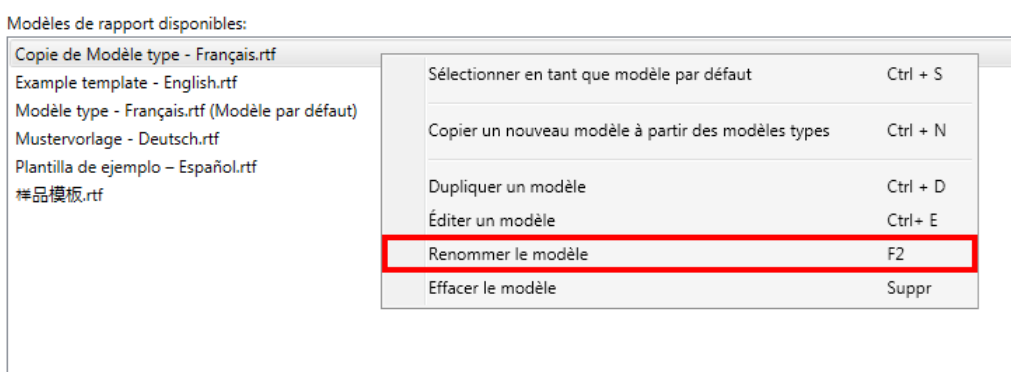 Modèles de rapport disponibles:
Copie de Modèle type - Français.rtf
Example template - English.rtf
Modèle type - Français.rtf (Modèle par défaut)
Mustervorlage - Deutsch.rtf
Plantilla de ejemplo – Español.rtf
样品模板.rtf
Sélectionner en tant que modèle par défaut Ctrl + S
Copier un nouveau modèle à partir des modèles types Ctrl + N
Dupliquer un modèle Ctrl + D
Éditer un modèle Ctrl+ E
Renommer le modèle F2
Effacer le modèle Suppr